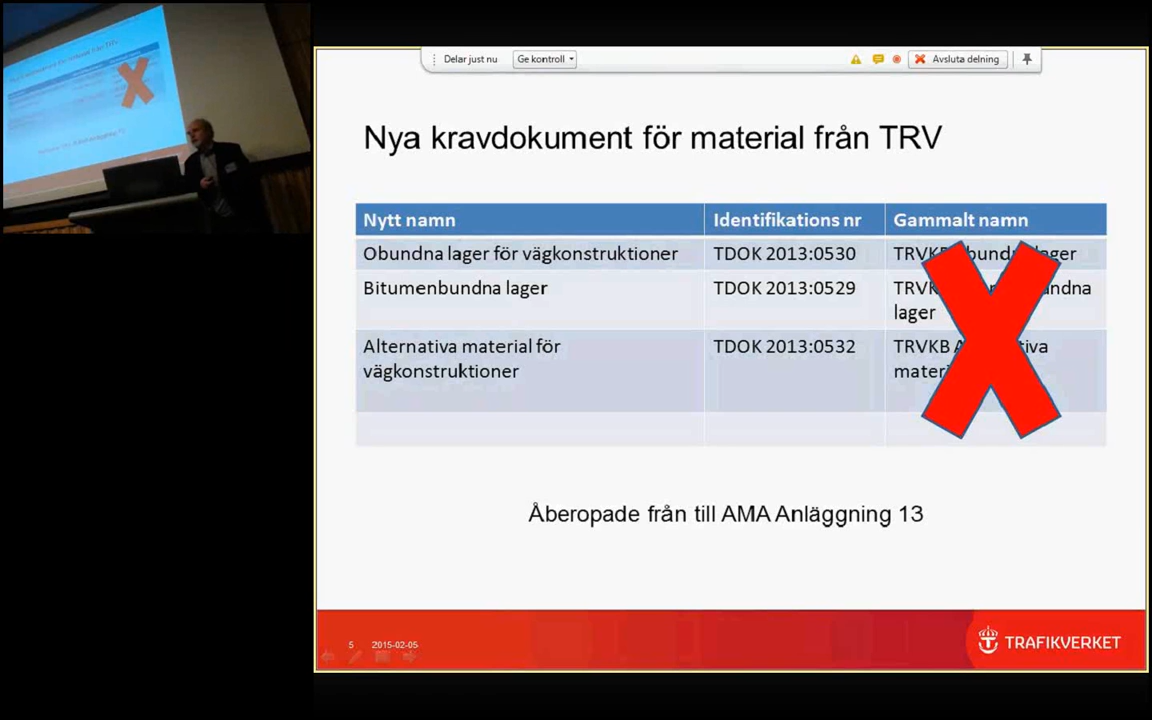 Delar just nu
Ge kontroll
Avsluta delning
Nya kravdokument för material från TRV
Nytt namn
Identifikations nr
Gammalt namn
Obundna lager för vägkonstruktioner
TDOK 2013:0530
Bitumenbundna lager
TDOK 2013:0529
lager
Alternativa material för
vägkonstruktioner
TDOK 2013:0532
TRVKB
Åberopade från till AMA Anläggning 13
5
2015-02-05
TRAFIKVERKET